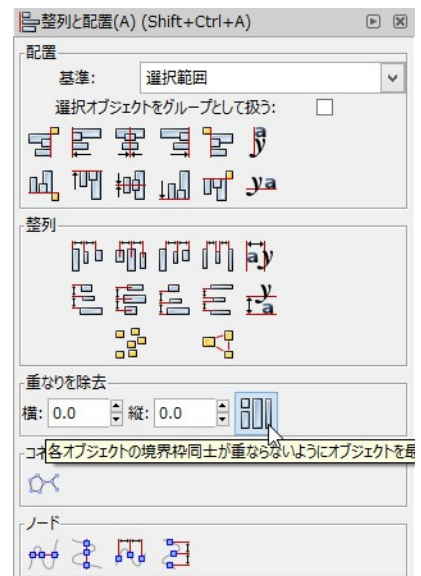 整列と配置(A) (Shift+Ctrl+A)
配置
基準: 選択範囲
選択オブジェクトをグループとして扱う:
整列
重なりを除去
横: 0.0 縦: 0.0
各オブジェクトの境界枠同士が重ならないようにオブジェクトを最
コネ
ノード